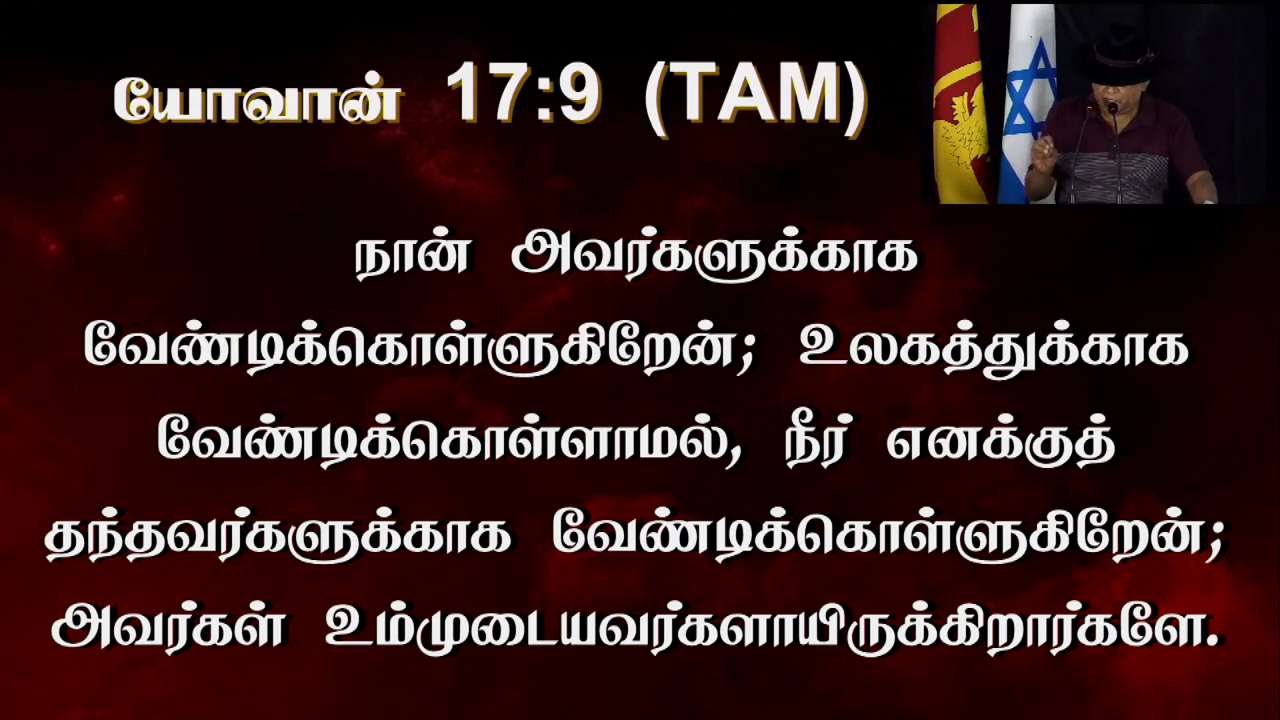 யோவான் 17:9 (TAM)
நான் அவர்களுக்காக
வேண்டிக்கொள்ளுகிறேன்; உலகத்துக்காக
வேண்டிக்கொள்ளாமல், நீர் எனக்குத்
தந்தவர்களுக்காக வேண்டிக்கொள்ளுகிறேன்;
அவர்கள் உம்முடையவர்களாயிருக்கிறார்களே.